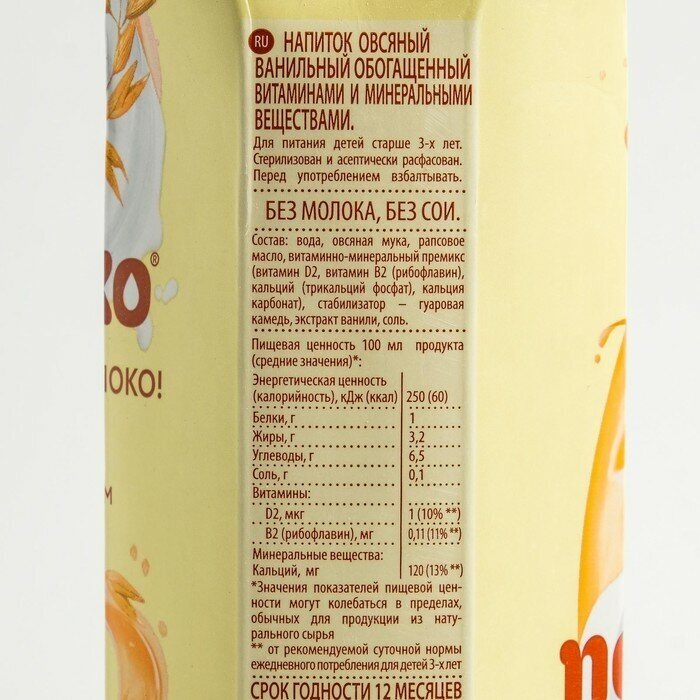 RU НАПИТОК ОВСЯНЫЙ
ВАНИЛЬНЫЙ ОБОГАЩЕННЫЙ
ВИТАМИНАМИ И МИНЕРАЛЬНЫМИ
ВЕЩЕСТВАМИ.
Для питания детей старше 3-х лет.
Стерилизован и асептически расфасован.
Перед употреблением взбалтывать.
БЕЗ МОЛОКА, БЕЗ СОИ.
Состав: вода, овсяная мука, рапсовое
масло, витаминно-минеральный премикс
(витамин D2, витамин В2 (рибофлавин),
кальций (трикальций фосфат), кальция
карбонат), стабилизатор – гуаровая
камедь, экстракт ванили, соль.
Пищевая ценность 100 мл продукта
(средние значения)*:
Энергетическая ценность
(калорийность), кДж (ккал) 250 (60)
Белки, г 1
Жиры, г 3,2
Углеводы, г 6,5
Соль, г 0,1
Витамины:
D2, мкг 1 (10% **)
В2 (рибофлавин), мг 0,11 (11% **)
Минеральные вещества:
Кальций, мг 120 (13% **)
*Значения показателей пищевой цен-
ности могут колебаться в пределах,
обычных для продукции из нату-
рального сырья
** от рекомендуемой суточной нормы
ежедневного потребления для детей 3-х лет
СРОК ГОДНОСТИ 12 МЕСЯЦЕВ
ко®
ЛОКО!
м
ne